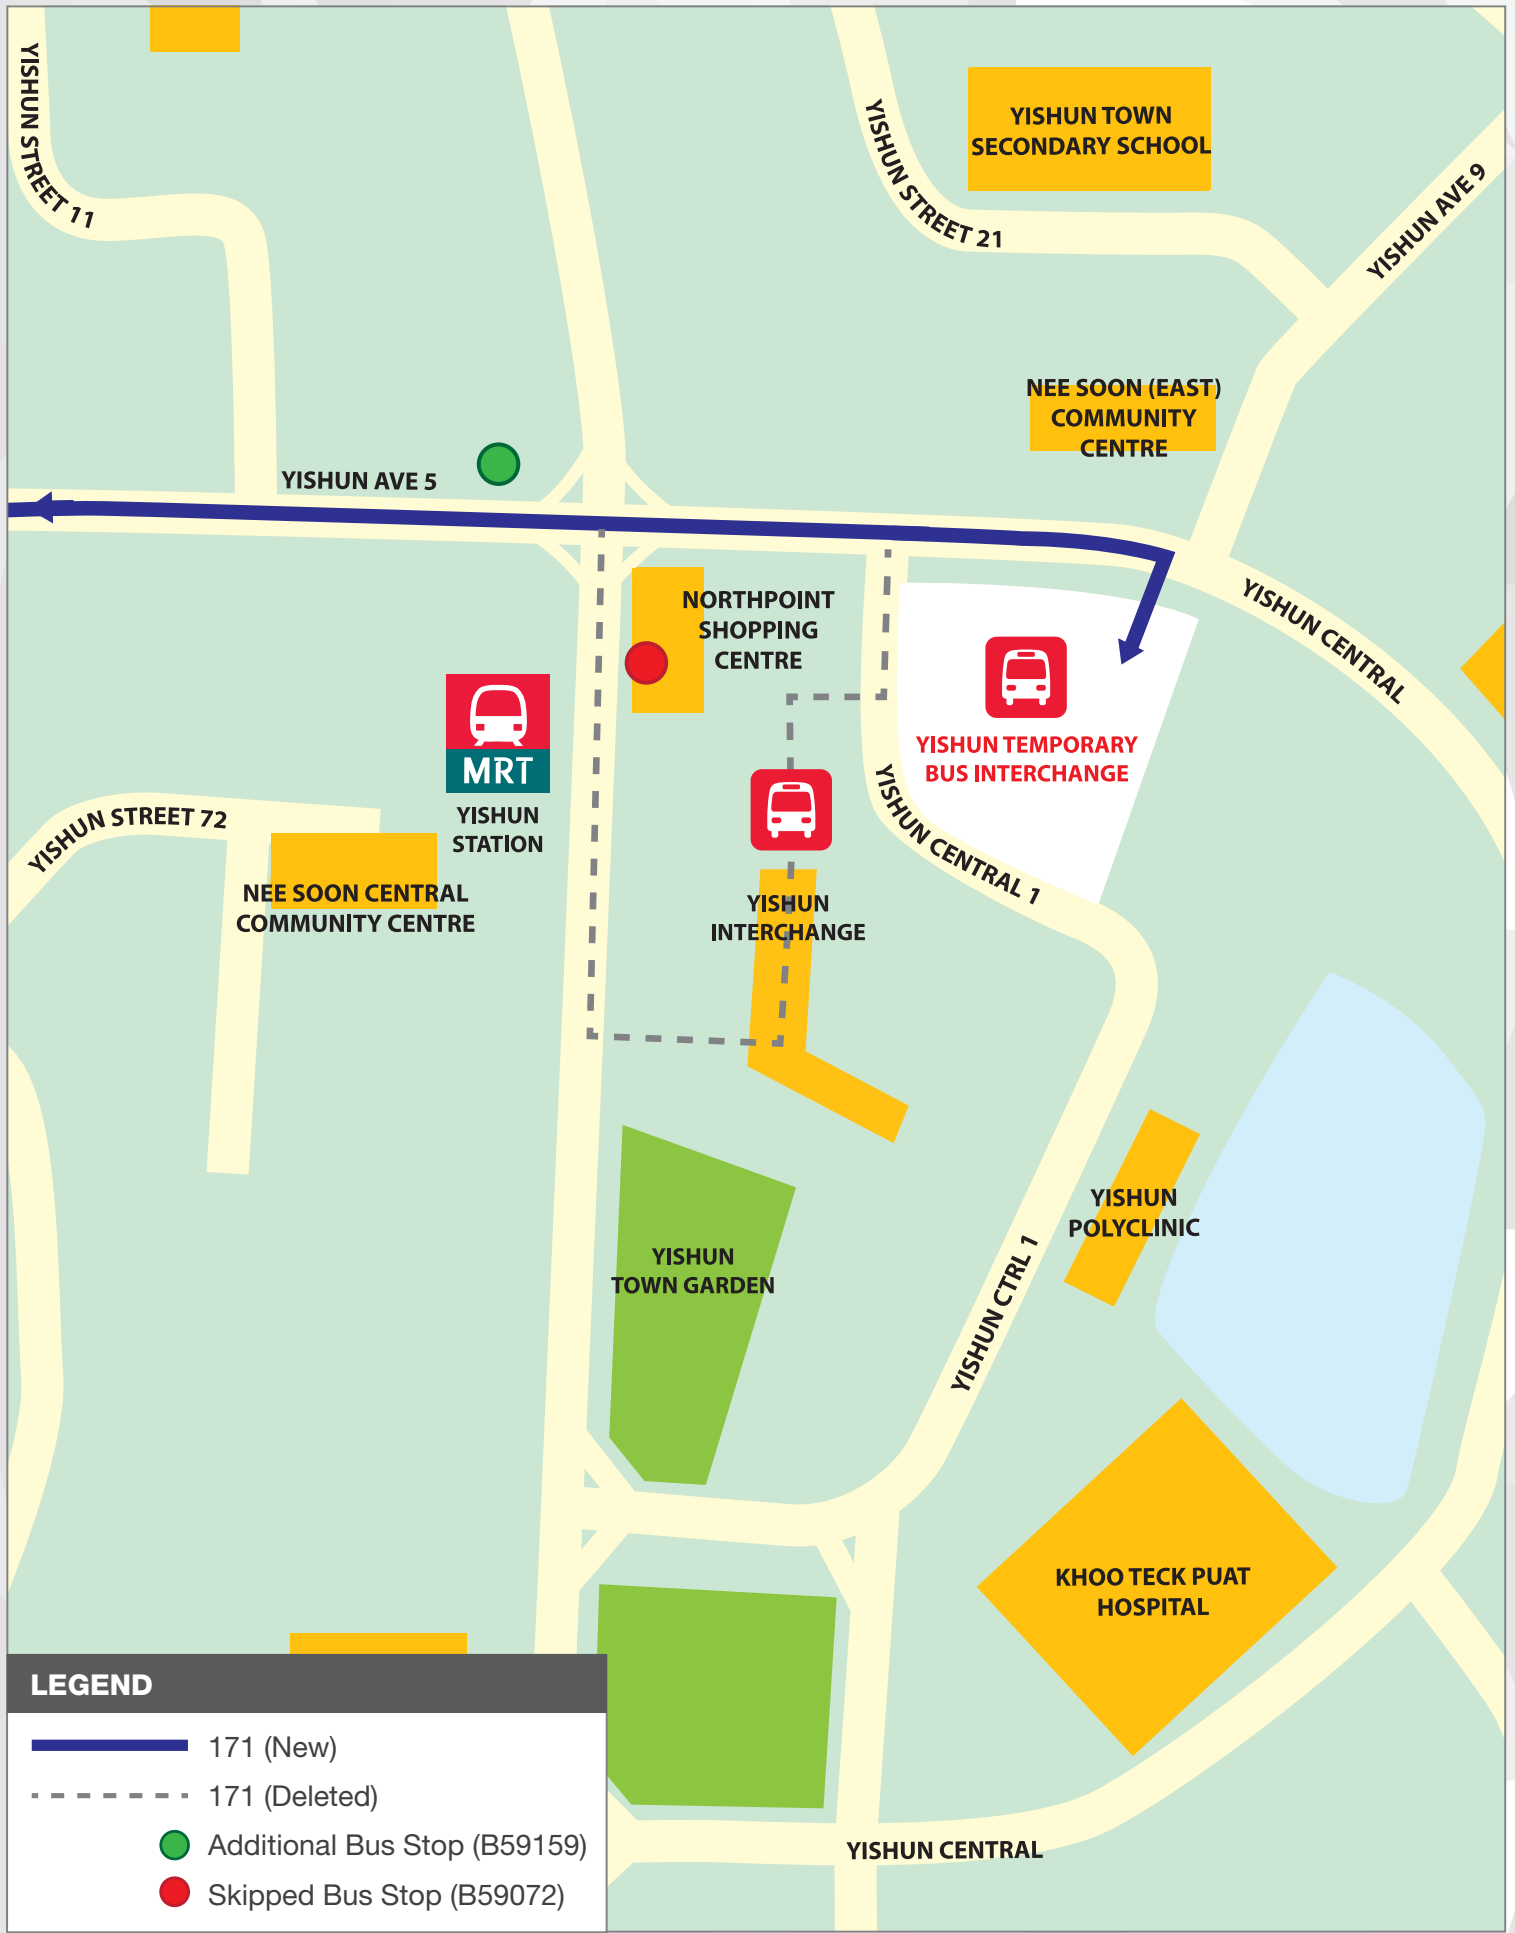 YISHUN STREET 11
YISHUN TOWN
SECONDARY SCHOOL
YISHUN STREET 21
YISHUN AVE 9
NEE SOON (EAST)
COMMUNITY
CENTRE
YISHUN AVE 5
YISHUN CENTRAL
NORTHPOINT
SHOPPING
CENTRE
MRT
YISHUN
STATION
YISHUN TEMPORARY
BUS INTERCHANGE
YISHUN STREET 72
NEE SOON CENTRAL
COMMUNITY CENTRE
YISHUN
INTERCHANGE
YISHUN CENTRAL 1
YISHUN
POLYCLINIC
YISHUN
TOWN GARDEN
YISHUN CTRL 1
KHOO TECK PUAT
HOSPITAL
YISHUN CENTRAL
LEGEND
171 (New)
171 (Deleted)
Additional Bus Stop (B59159)
Skipped Bus Stop (B59072)